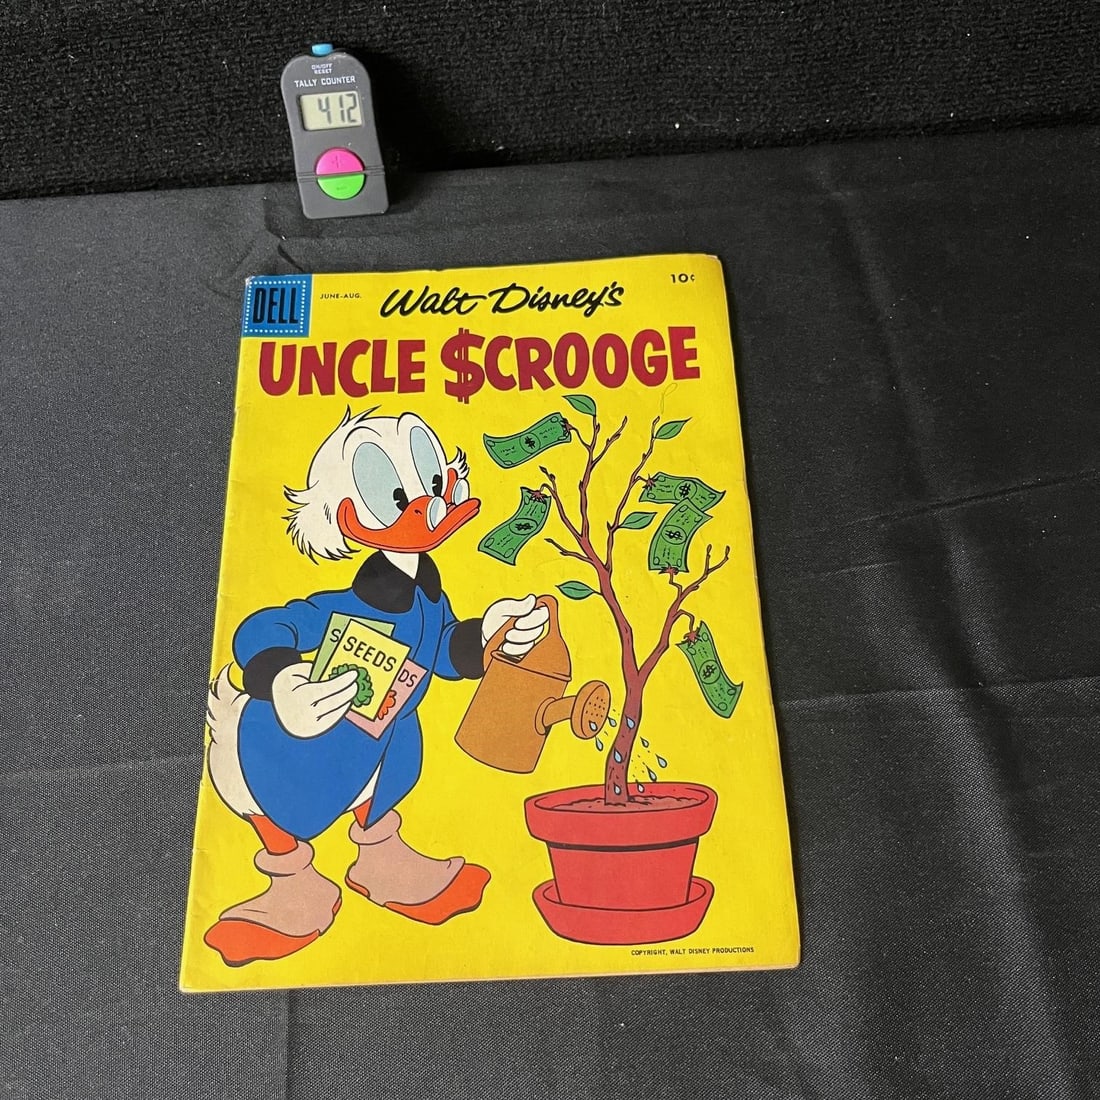 ON/OFF
RESET
TALLY COUNTER
412
DELL
JUNE-AUG.
Walt Disney's
10¢
UNCLE $CROOGE
S
SEEDS
DS
COPYRIGHT, WALT DISNEY PRODUCTIONS